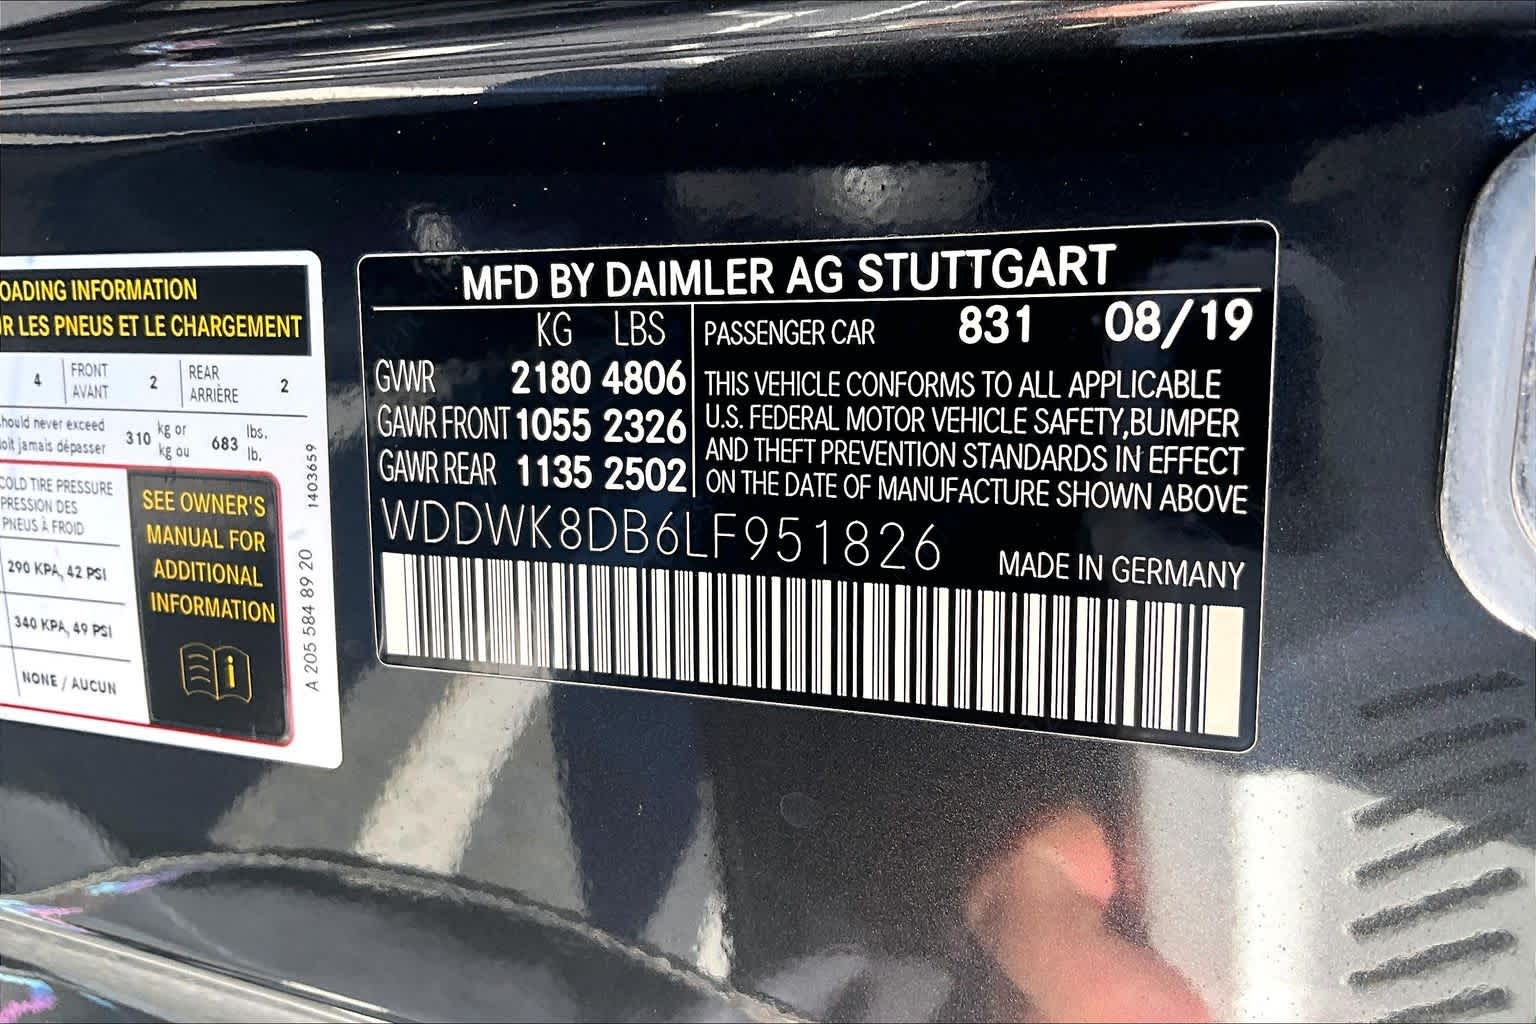 OADING INFORMATION
R LES PNEUS ET LE CHARGEMENT
4 FRONT AVANT 2 REAR ARRIÈRE 2
hould never exceed
oit jamais dépasser 310 kg or kg ou 683 lbs. lb.
COLD TIRE PRESSURE
PRESSION DES
PNEUS À FROID
290 KPA, 42 PSI
340 KPA, 49 PSI
NONE / AUCUN
SEE OWNER'S
MANUAL FOR
ADDITIONAL
INFORMATION
i
1403659
A 205 584 89 20
MFD BY DAIMLER AG STUTTGART
KG LBS
GVWR 2180 4806
GAWR FRONT 1055 2326
GAWR REAR 1135 2502
PASSENGER CAR 831 08/19
THIS VEHICLE CONFORMS TO ALL APPLICABLE
U.S. FEDERAL MOTOR VEHICLE SAFETY,BUMPER
AND THEFT PREVENTION STANDARDS IN EFFECT
ON THE DATE OF MANUFACTURE SHOWN ABOVE
WDDWK8DB6LF951826
MADE IN GERMANY